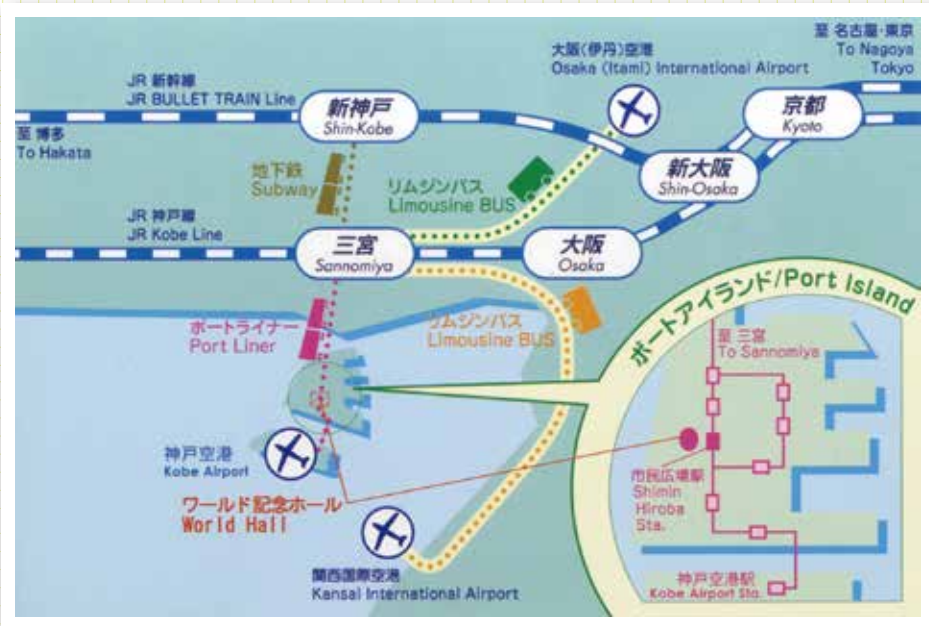 至 名古屋・東京
To Nagoya
Tokyo
大阪(伊丹)空港
Osaka (Itami) International Airport
JR 新幹線
JR BULLET TRAIN Line
新神戸
Shin-Kobe
京都
Kyoto
至 博多
To Hakata
地下鉄
Subway
リムジンバス
Limousine BUS
新大阪
Shin-Osaka
JR 神戸線
JR Kobe Line
三宮
Sannomiya
大阪
Osaka
ポートライナー
Port Liner
リムジンバス
Limousine BUS
ポートアイランド/Port Island
至 三宮
To Sannomiya
神戸空港
Kobe Airport
市民広場駅
Shimin
Hiroba
Sta.
ワールド記念ホール
World Hall
関西国際空港
Kansai International Airport
神戸空港駅
Kobe Airport Sta.